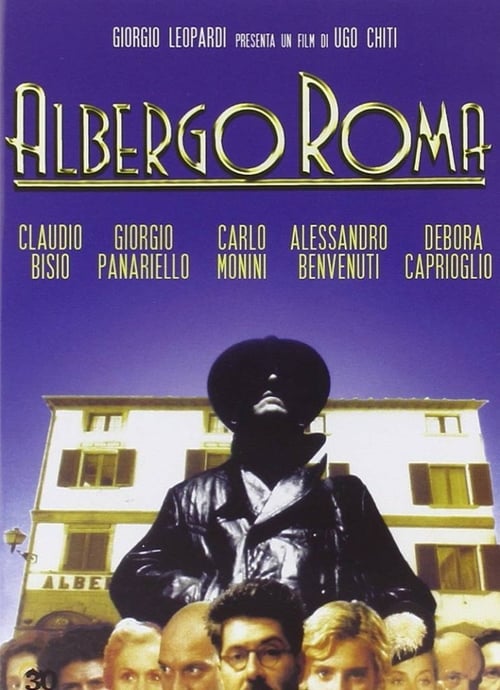 GIORGIO LEOPARDI PRESENTA UN FILM DI UGO CHITI
ALBERGO ROMA
CLAUDIO BISIO
GIORGIO PANARIELLO
CARLO MONINI
ALESSANDRO BENVENUTI
DEBORA CAPRIOGLIO
ALBE
30